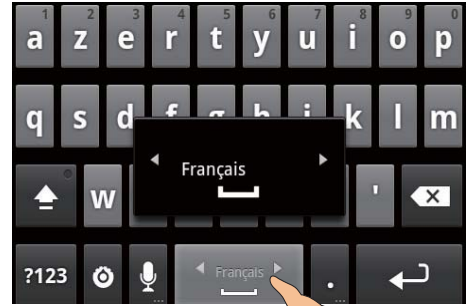 1 2 3 4 5 6 7 8 9 0
a z e r t y u i o p
q s d f g h j k l m
Français
w '
?123 Français . ...